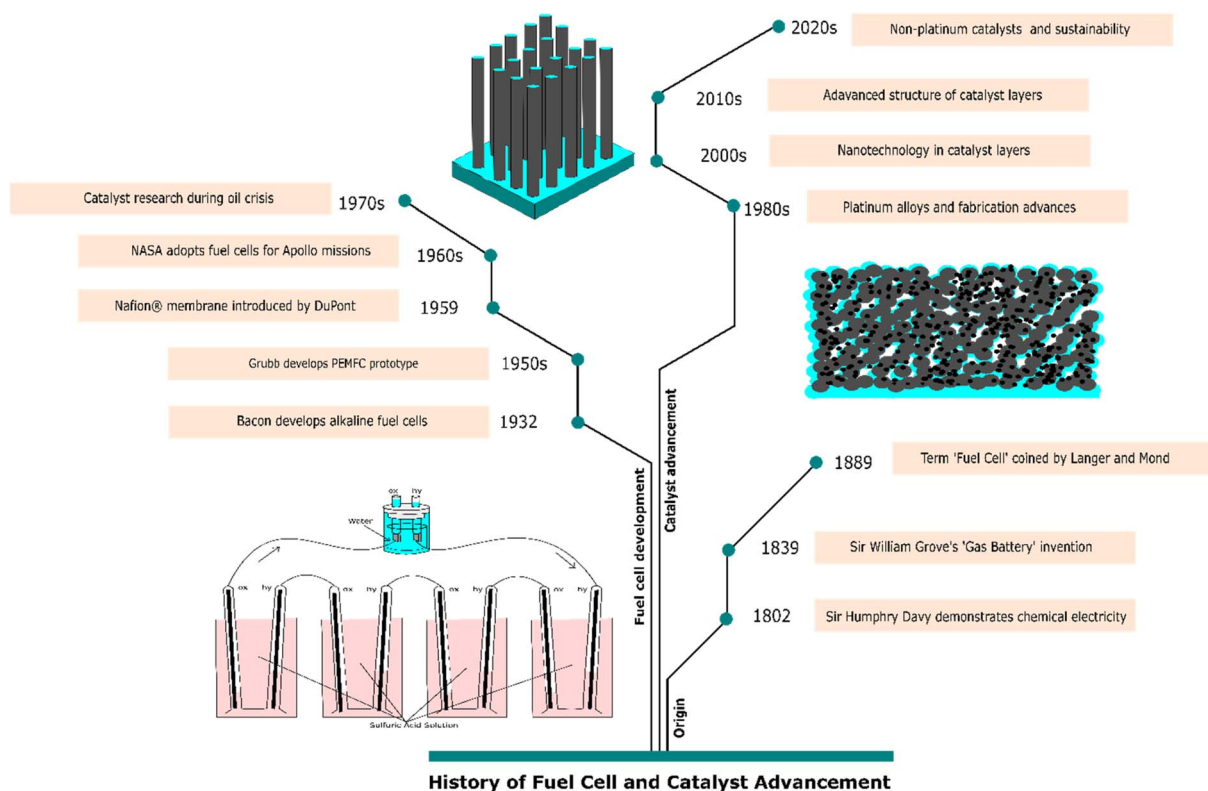 2020s
Non-platinum catalysts and sustainability
2010s
Adavanced structure of catalyst layers
2000s
Nanotechnology in catalyst layers
1980s
Platinum alloys and fabrication advances
Catalyst research during oil crisis
1970s
NASA adopts fuel cells for Apollo missions
1960s
Nafion® membrane introduced by DuPont
1959
Grubb develops PEMFC prototype
1950s
Bacon develops alkaline fuel cells
1932
Fuel cell development
Catalyst advancement
Origin
1889
Term 'Fuel Cell' coined by Langer and Mond
1839
Sir William Grove's 'Gas Battery' invention
1802
Sir Humphry Davy demonstrates chemical electricity
ox hy
Water
ox hy ox hy ox hy ox hy
Sulfuric Acid Solution
History of Fuel Cell and Catalyst Advancement